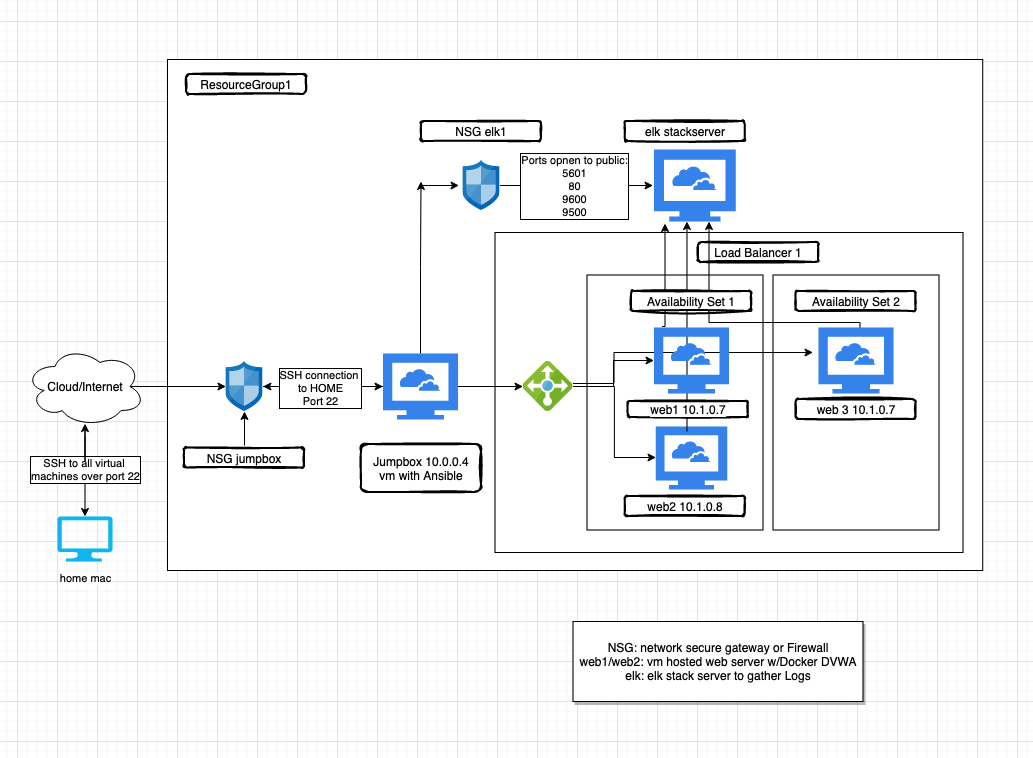 ResourceGroup1
NSG elk1
elk stackserver
Ports opnen to public:
5601
80
9600
9500
Load Balancer 1
Availability Set 1
Availability Set 2
Cloud/Internet
SSH connection
to HOME
Port 22
web1 10.1.0.7
web 3 10.1.0.7
NSG jumpbox
Jumpbox 10.0.0.4
vm with Ansible
SSH to all virtual
machines over port 22
web2 10.1.0.8
home mac
NSG: network secure gateway or Firewall
web1/web2: vm hosted web server w/Docker DVWA
elk: elk stack server to gather Logs